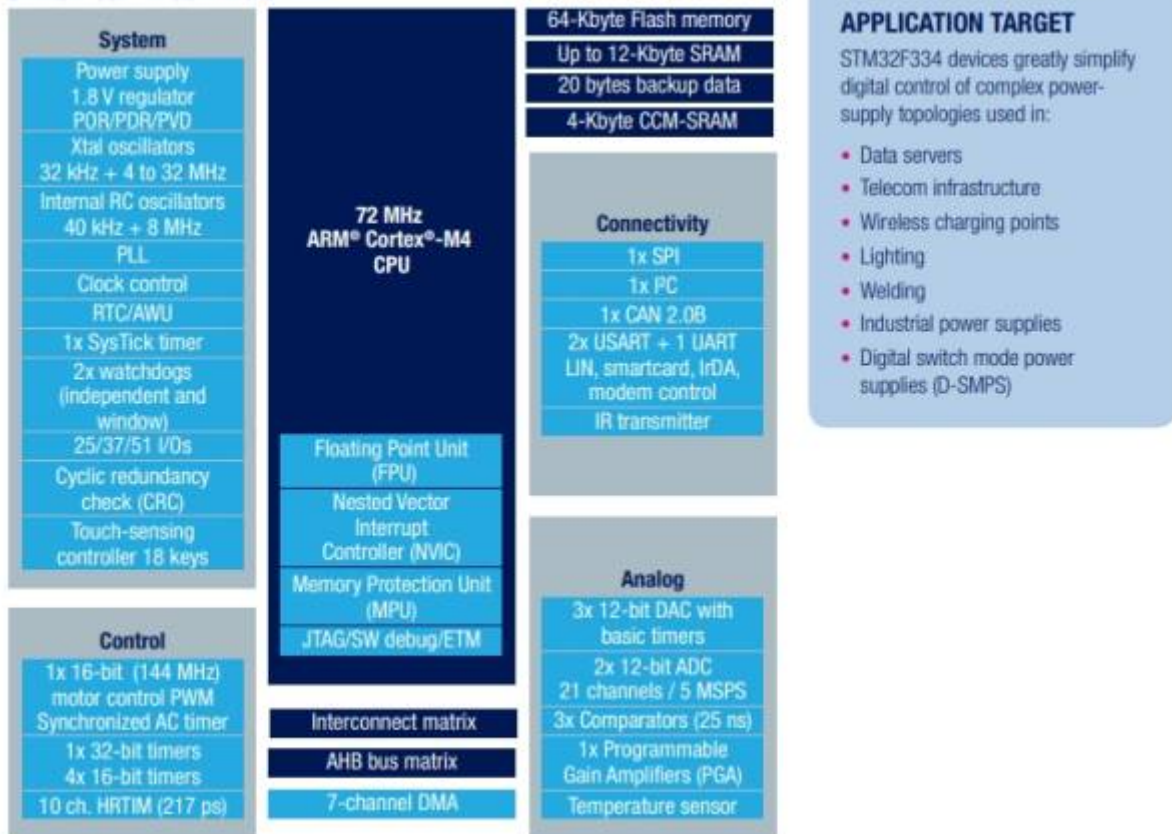 System
Power supply
1.8 V regulator
POR/PDR/PVD
Xtal oscillators
32 kHz + 4 to 32 MHz
Internal RC oscillators
40 kHz + 8 MHz
PLL
Clock control
RTC/AWU
1x SysTick timer
2x watchdogs
(independent and
window)
25/37/51 I/Os
Cyclic redundancy
check (CRC)
Touch-sensing
controller 18 keys
Control
1x 16-bit (144 MHz)
motor control PWM
Synchronized AC timer
1x 32-bit timers
4x 16-bit timers
10 ch. HRTIM (217 ps)
72 MHz
ARM® Cortex®-M4
CPU
Floating Point Unit
(FPU)
Nested Vector
Interrupt
Controller (NVIC)
Memory Protection Unit
(MPU)
JTAG/SW debug/ETM
Interconnect matrix
AHB bus matrix
7-channel DMA
64-Kbyte Flash memory
Up to 12-Kbyte SRAM
20 bytes backup data
4-Kbyte CCM-SRAM
Connectivity
1x SPI
1x I²C
1x CAN 2.0B
2x USART + 1 UART
LIN, smartcard, IrDA,
modem control
IR transmitter
Analog
3x 12-bit DAC with
basic timers
2x 12-bit ADC
21 channels / 5 MSPS
3x Comparators (25 ns)
1x Programmable
Gain Amplifiers (PGA)
Temperature sensor
APPLICATION TARGET
STM32F334 devices greatly simplify
digital control of complex power-
supply topologies used in:
• Data servers
• Telecom infrastructure
• Wireless charging points
• Lighting
• Welding
• Industrial power supplies
• Digital switch mode power
supplies (D-SMPS)